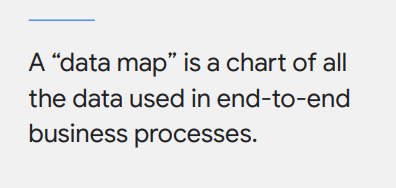 A “data map” is a chart of all
the data used in end-to-end
business processes.